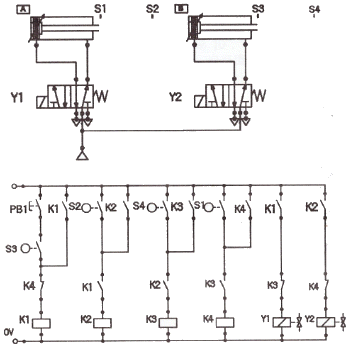 A S1 S2 B S3 S4
Y1 Y2
PB1 K1 S2 K2 S4 K3 S1 K4 K1 K2
S3
K4 K1 K2 K3 K3 K4
K1 K2 K3 K4 Y1 Y2
0V